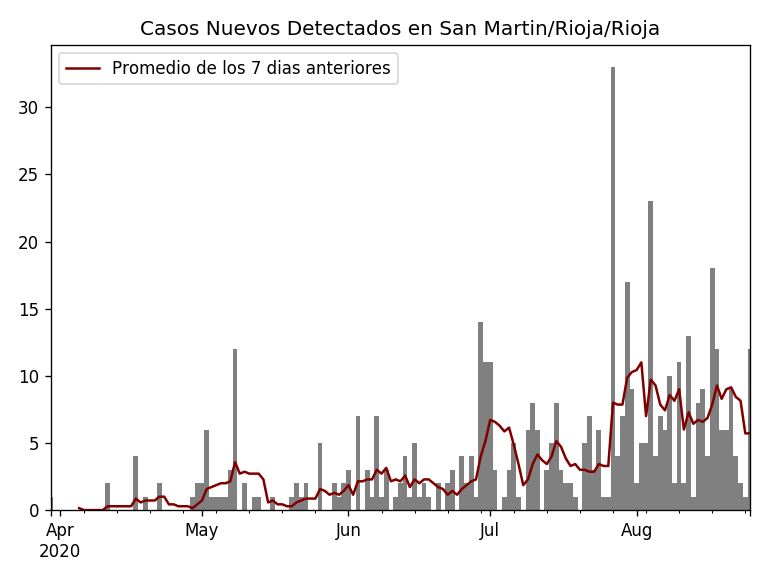 Casos Nuevos Detectados en San Martin/Rioja/Rioja
Promedio de los 7 dias anteriores
30
25
20
15
10
5
0
Apr May Jun Jul Aug
2020